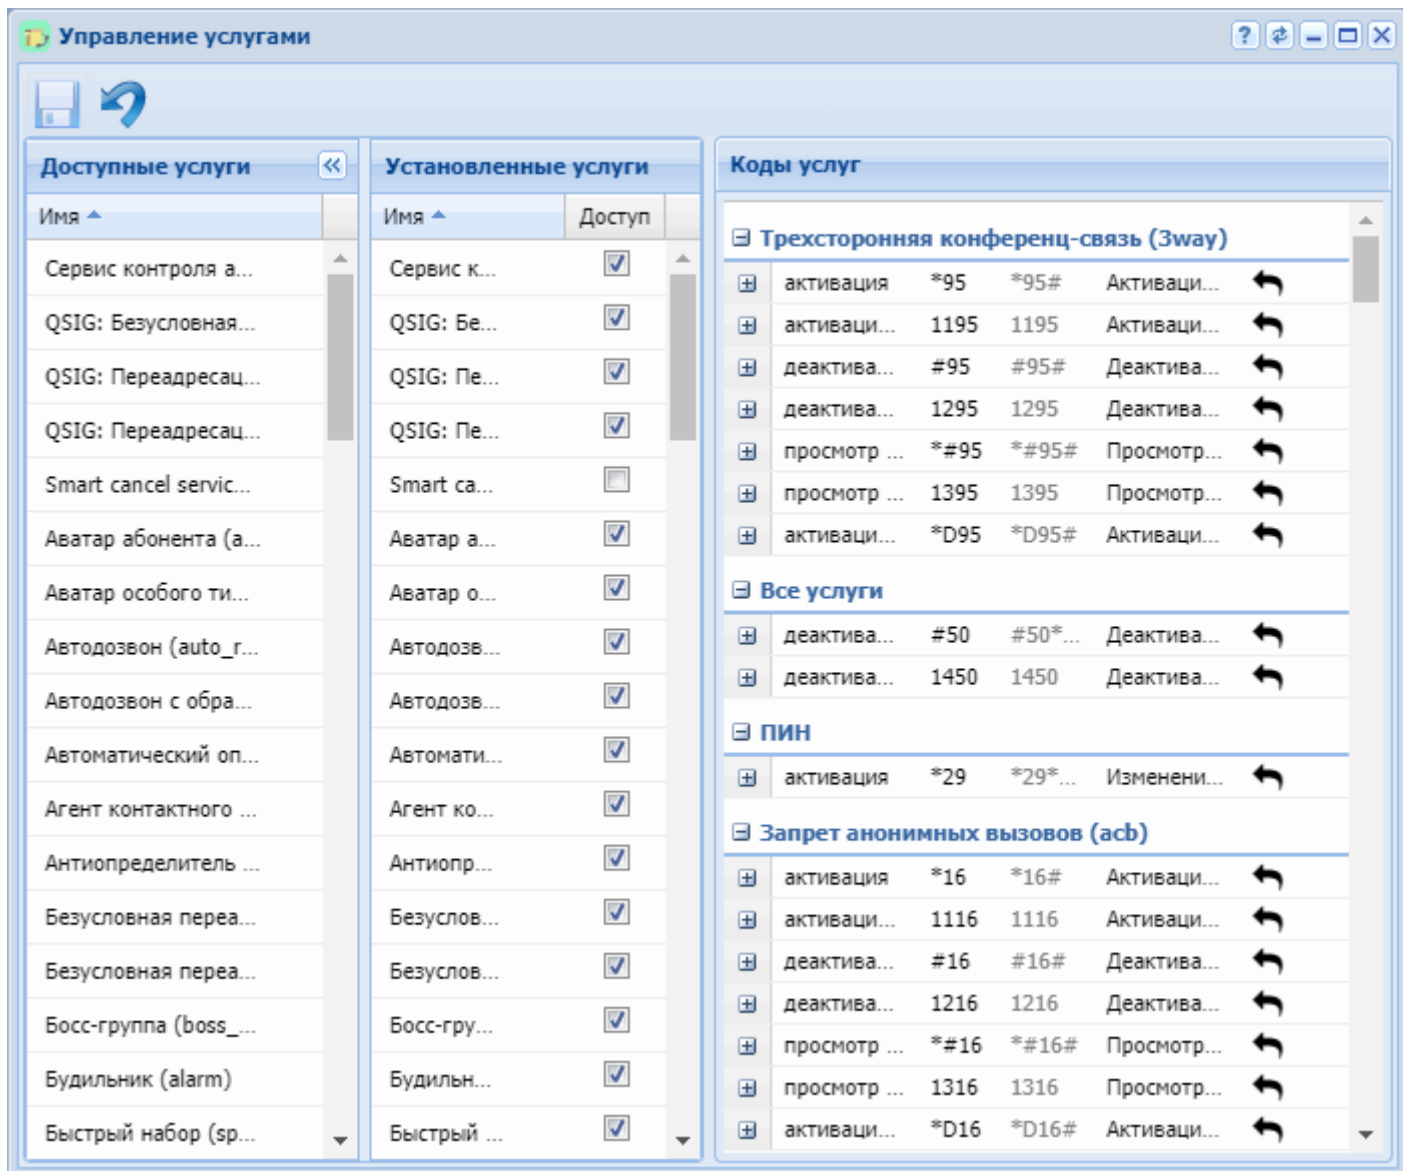 Управление услугами
Доступные услуги
Имя
Сервис контроля а...
QSIG: Безусловная...
QSIG: Переадресац...
QSIG: Переадресац...
Smart cancel servic...
Аватар абонента (a...
Аватар особого ти...
Автодозвон (auto_r...
Автодозвон с обра...
Автоматический оп...
Агент контактного ...
Антиопределитель ...
Безусловная переа...
Безусловная переа...
Босс-группа (boss_...
Будильник (alarm)
Быстрый набор (sp...
Установленные услуги
Имя Доступ
Сервис к...
QSIG: Бе...
QSIG: Пе...
QSIG: Пе...
Smart ca...
Аватар а...
Аватар о...
Автодозв...
Автодозв...
Автомати...
Агент ко...
Антиопр...
Безуслов...
Безуслов...
Босс-гру...
Будильн...
Быстрый ...
Коды услуг
Трехсторонняя конференц-связь (3way)
активация *95 *95# Активаци...
активаци... 1195 1195 Активаци...
деактива... #95 #95# Деактива...
деактива... 1295 1295 Деактива...
просмотр ... *#95 *#95# Просмотр...
просмотр ... 1395 1395 Просмотр...
активаци... *D95 *D95# Активаци...
Все услуги
деактива... #50 #50*... Деактива...
деактива... 1450 1450 Деактива...
ПИН
активация *29 *29*... Изменени...
Запрет анонимных вызовов (acb)
активация *16 *16# Активаци...
активаци... 1116 1116 Активаци...
деактива... #16 #16# Деактива...
деактива... 1216 1216 Деактива...
просмотр ... *#16 *#16# Просмотр...
просмотр ... 1316 1316 Просмотр...
активаци... *D16 *D16# Активаци...